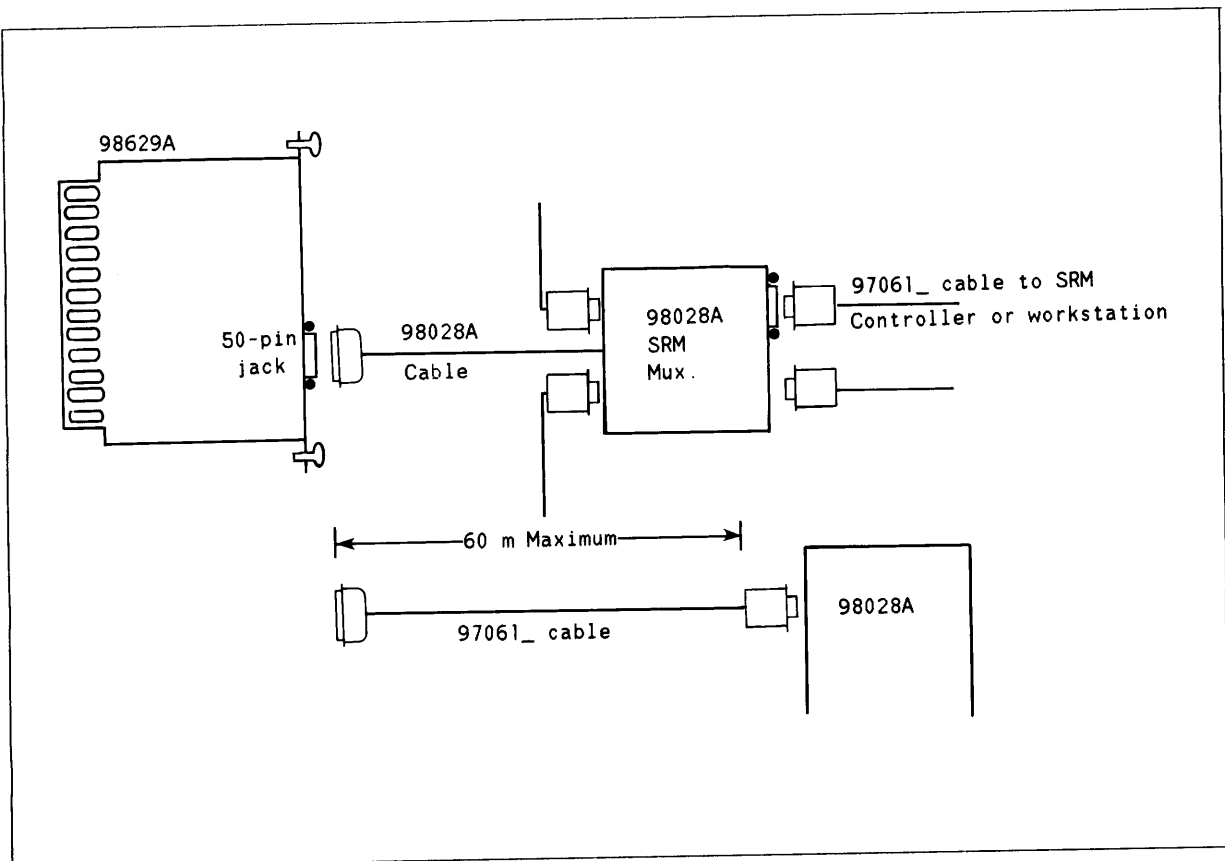 98629A
50-pin
jack
98028A
Cable
98028A
SRM
Mux.
97061_ cable to SRM
Controller or workstation
60 m Maximum
97061_ cable
98028A